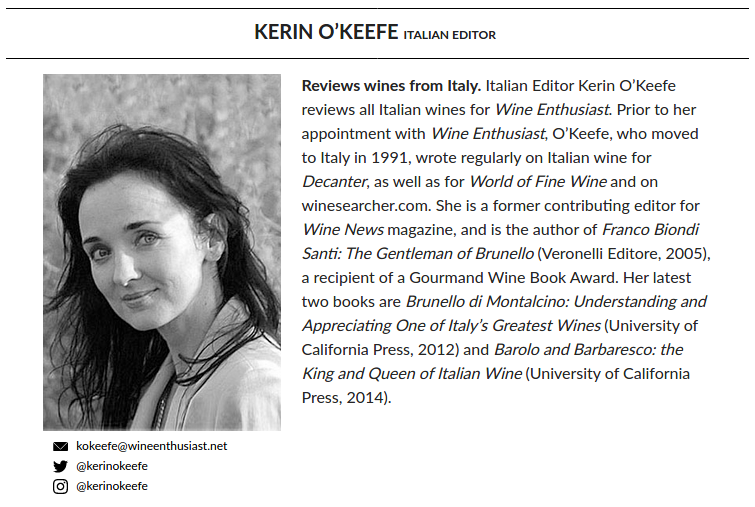 KERIN O’KEEFE ITALIAN EDITOR
Reviews wines from Italy. Italian Editor Kerin O’Keefe
reviews all Italian wines for Wine Enthusiast. Prior to her
appointment with Wine Enthusiast, O’Keefe, who moved
to Italy in 1991, wrote regularly on Italian wine for
Decanter, as well as for World of Fine Wine and on
winesearcher.com. She is a former contributing editor for
Wine News magazine, and is the author of Franco Biondi
Santi: The Gentleman of Brunello (Veronelli Editore, 2005),
a recipient of a Gourmand Wine Book Award. Her latest
two books are Brunello di Montalcino: Understanding and
Appreciating One of Italy’s Greatest Wines (University of
California Press, 2012) and Barolo and Barbaresco: the
King and Queen of Italian Wine (University of California
Press, 2014).
kokeefe@wineenthusiast.net
@kerinokeefe
@kerinokeefe